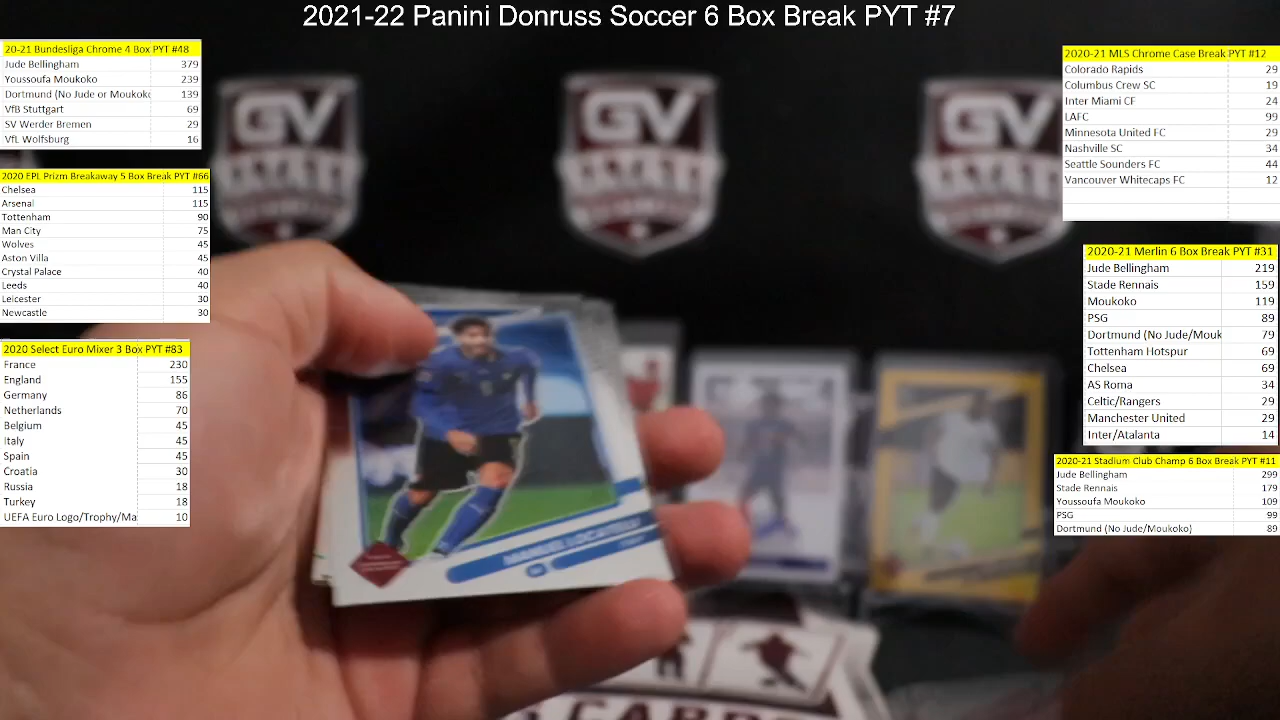 2021-22 Panini Donruss Soccer 6 Box Break PYT #7
20-21 Bundesliga Chrome 4 Box PYT #48
Jude Bellingham 379
Youssoufa Moukoko 239
Dortmund (No Jude or Moukoko 139
VfB Stuttgart 69
SV Werder Bremen 29
VfL Wolfsburg 16
2020 EPL Prizm Breakaway 5 Box Break PYT #66
Chelsea 115
Arsenal 115
Tottenham 90
Man City 75
Wolves 45
Aston Villa 45
Crystal Palace 40
Leeds 40
Leicester 30
Newcastle 30
2020 Select Euro Mixer 3 Box PYT #83
France 230
England 155
Germany 86
Netherlands 70
Belgium 45
Italy 45
Spain 45
Croatia 30
Russia 18
Turkey 18
UEFA Euro Logo/Trophy/Ma 10
2020-21 MLS Chrome Case Break PYT #12
Colorado Rapids 29
Columbus Crew SC 19
Inter Miami CF 24
LAFC 99
Minnesota United FC 29
Nashville SC 34
Seattle Sounders FC 44
Vancouver Whitecaps FC 12
2020-21 Merlin 6 Box Break PYT #31
Jude Bellingham 219
Stade Rennais 159
Moukoko 119
PSG 89
Dortmund (No Jude/Mouk 79
Tottenham Hotspur 69
Chelsea 69
AS Roma 34
Celtic/Rangers 29
Manchester United 29
Inter/Atalanta 14
2020-21 Stadium Club Champ 6 Box Break PYT #11
Jude Bellingham 299
Stade Rennais 179
Youssoufa Moukoko 109
PSG 99
Dortmund (No Jude/Moukoko) 89
GV
GV
GV
MANUEL LOCATELLI
CARDS